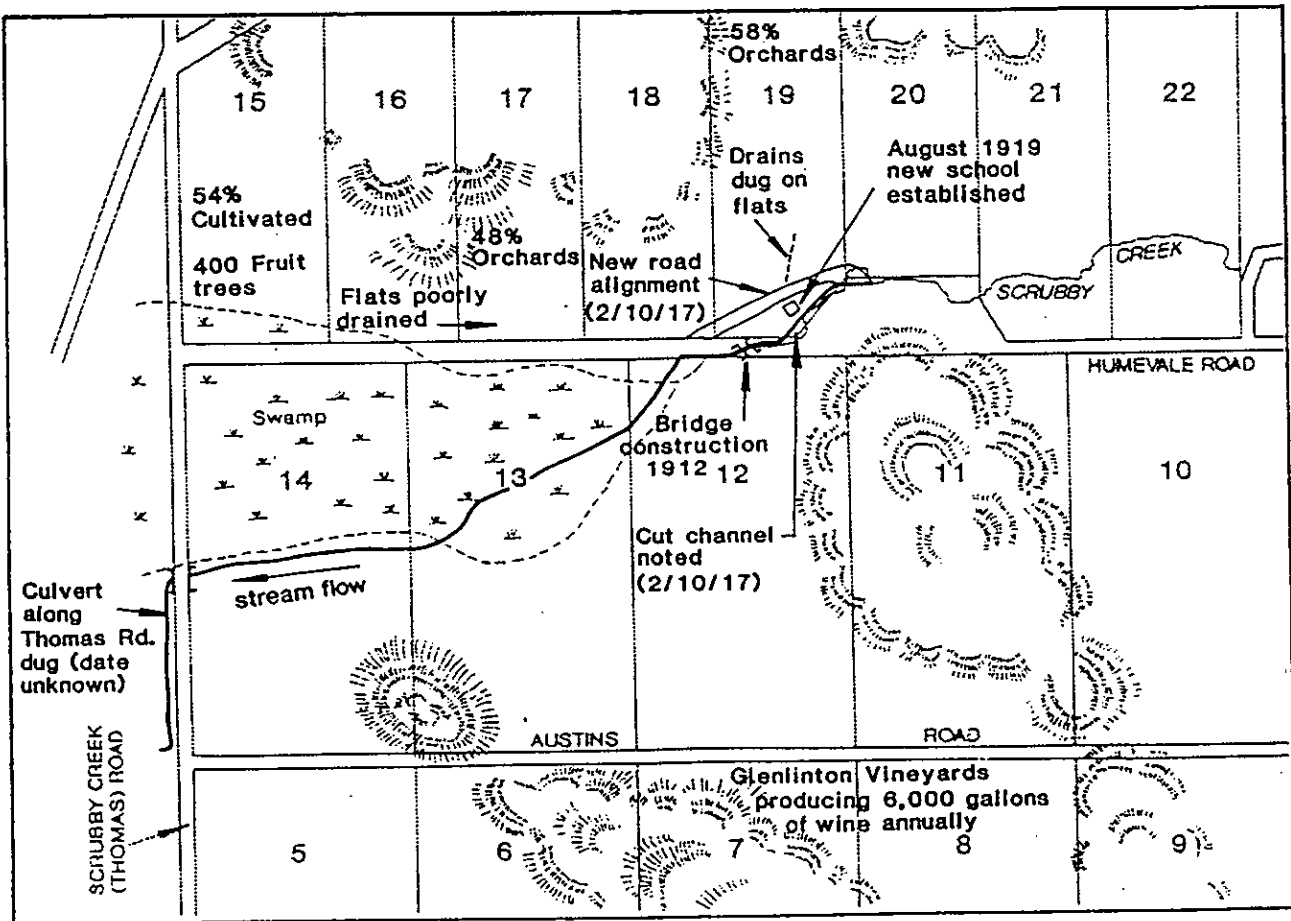 58%
Orchards
15
16
17
18
19
20
21
22
Drains
dug on
flats
August 1919
new school
established
54%
Cultivated
400 Fruit
trees
48%
Orchards
Flats poorly
drained
New road
alignment
(2/10/17)
SCRUBBY
CREEK
HUMEVALE ROAD
Swamp
14
13
Bridge
construction
1912
12
11
10
Cut channel
noted
(2/10/17)
stream flow
Culvert
along
Thomas Rd.
dug (date
unknown)
AUSTINS
ROAD
SCRUBBY CREEK
(THOMAS) ROAD
Glenlinton Vineyards
producing 6,000 gallons
of wine annually
5
6
7
8
9